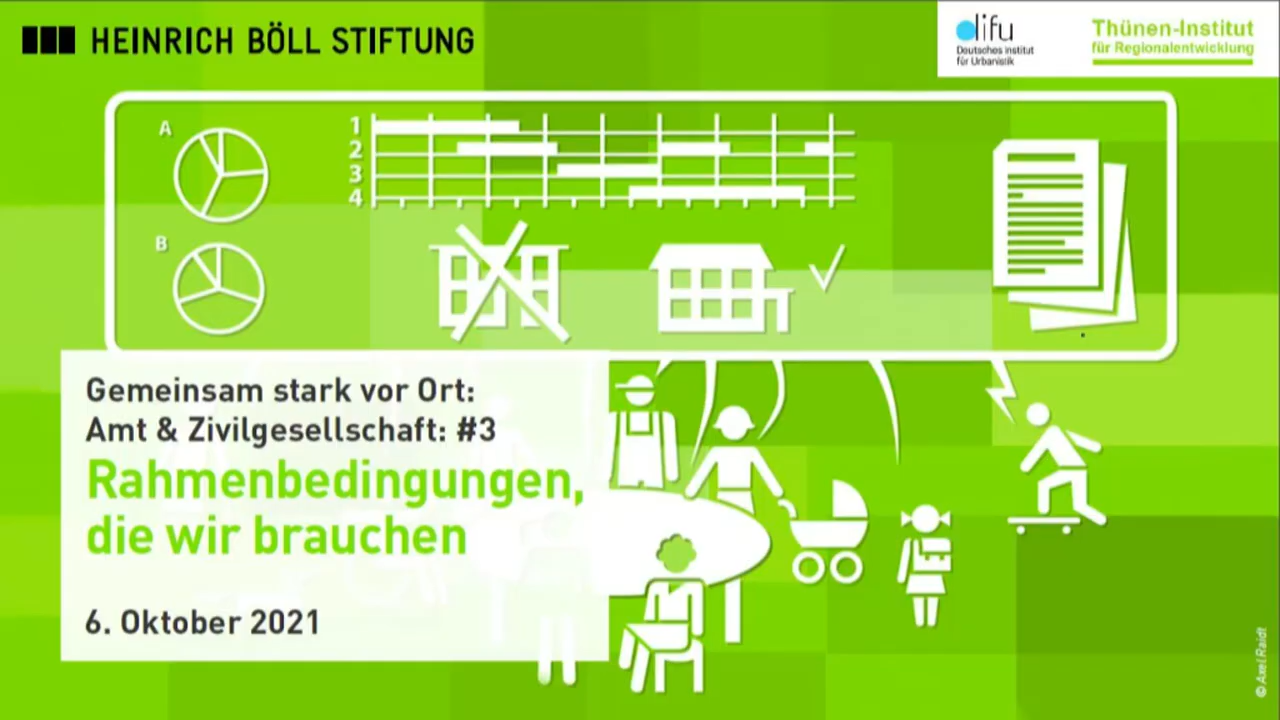 HEINRICH BÖLL STIFTUNG
difu
Deutsches Institut
für Urbanistik
Thünen-Institut
für Regionalentwicklung
A
B
1
2
3
4
Gemeinsam stark vor Ort:
Amt & Zivilgesellschaft: #3
Rahmenbedingungen,
die wir brauchen
6. Oktober 2021
© Axel Raidt